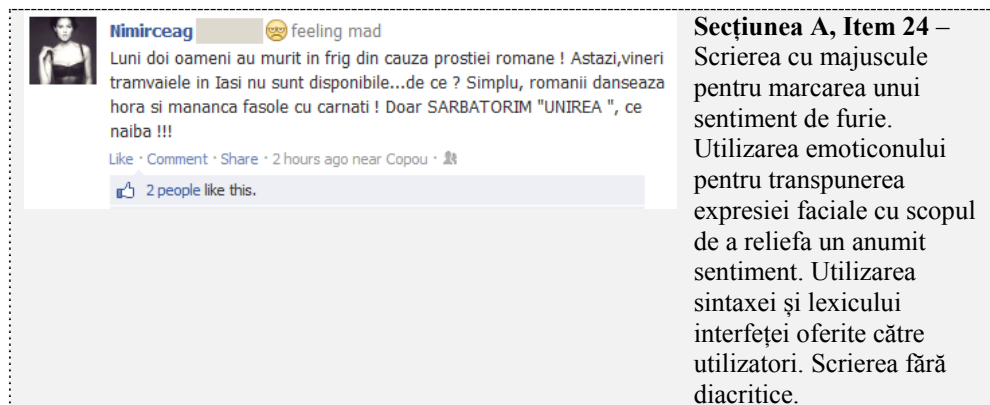 Nimirceag feeling mad
Luni doi oameni au murit in frig din cauza prostiei romane ! Astazi,vineri
tramvaiele in Iasi nu sunt disponibile...de ce ? Simplu, romanii danseaza
hora si mananca fasole cu carnati ! Doar SARBATORIM "UNIREA ", ce
naiba !!!
Like · Comment · Share · 2 hours ago near Copou ·
2 people like this.
Secțiunea A, Item 24 –
Scrierea cu majuscule
pentru marcarea unui
sentiment de furie.
Utilizarea emoticonului
pentru transpunerea
expresiei faciale cu scopul
de a reliefa un anumit
sentiment. Utilizarea
sintaxei și lexicului
interfeței oferite către
utilizatori. Scrierea fără
diacritice.